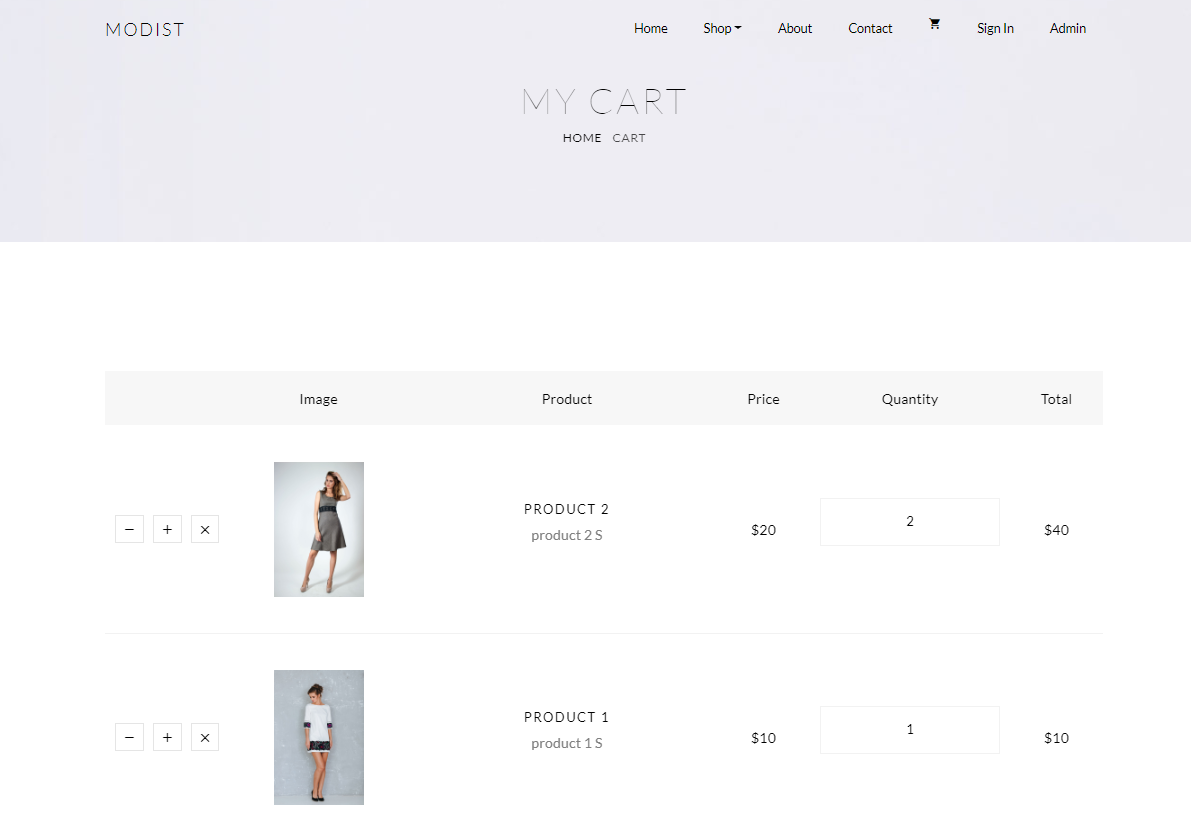 MODIST Home Shop About Contact Sign In Admin
MY CART
HOME CART
Image Product Price Quantity Total
PRODUCT 2
product 2 S
− + × $20 2 $40
PRODUCT 1
product 1 S
− + × $10 1 $10